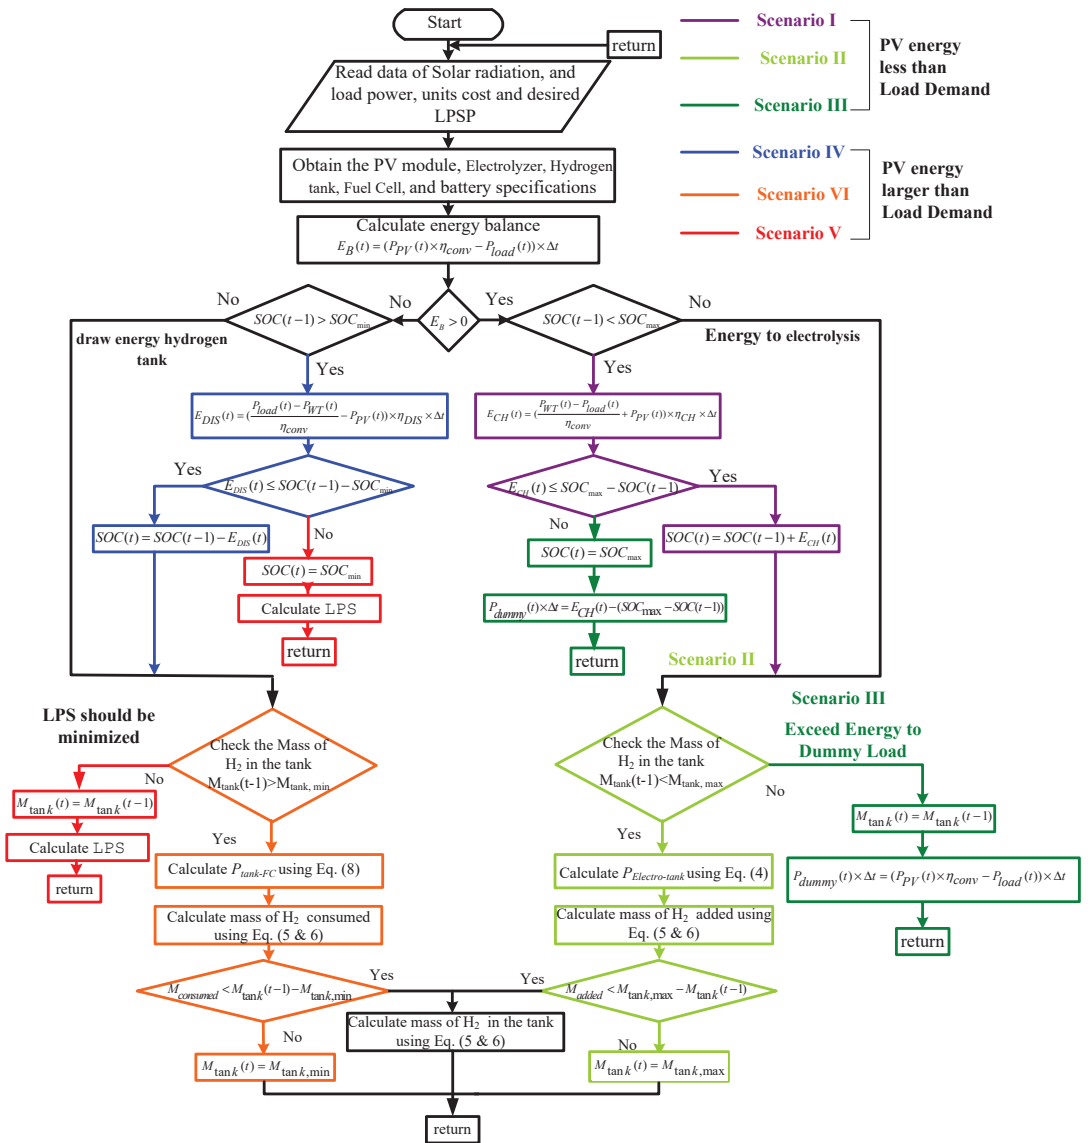 Start
return
Read data of Solar radiation, and
load power, units cost and desired
LPSP
Obtain the PV module, Electrolyzer, Hydrogen
tank, Fuel Cell, and battery specifications
Calculate energy balance
E_B(t) = (P_PV(t)×η_conv − P_load(t))×Δt
Scenario I
Scenario II
Scenario III
PV energy
less than
Load Demand
Scenario IV
Scenario VI
Scenario V
PV energy
larger than
Load Demand
No
SOC(t−1) > SOC_min
No
E_B > 0
Yes
SOC(t−1) < SOC_max
No
draw energy hydrogen
tank
Energy to electrolysis
Yes
Yes
E_DIS(t) = ((P_load(t) − P_WT(t))/η_conv − P_PV(t))×η_DIS×Δt
E_CH(t) = ((P_WT(t) − P_load(t))/η_conv + P_PV(t))×η_CH×Δt
Yes
E_DIS(t) ≤ SOC(t−1) − SOC_min
E_CH(t) ≤ SOC_max − SOC(t−1)
Yes
SOC(t) = SOC(t−1) − E_DIS(t)
No
No
SOC(t) = SOC(t−1) + E_CH(t)
SOC(t) = SOC_min
SOC(t) = SOC_max
Calculate LPS
P_dummy(t)×Δt = E_CH(t) − (SOC_max − SOC(t−1))
return
return
Scenario II
Scenario III
LPS should be
minimized
Exceed Energy to
Dummy Load
Check the Mass of
H₂ in the tank
M_tank(t-1)>M_tank, min
Check the Mass of
H₂ in the tank
M_tank(t-1)<M_tank, max
No
No
M_tank(t) = M_tank(t−1)
M_tank(t) = M_tank(t−1)
Calculate LPS
return
Yes
Yes
Calculate P_tank-FC using Eq. (8)
Calculate P_Electro-tank using Eq. (4)
P_dummy(t)×Δt = (P_PV(t)×η_conv − P_load(t))×Δt
return
Calculate mass of H₂ consumed
using Eq. (5 & 6)
Calculate mass of H₂ added using
Eq. (5 & 6)
M_consumed < M_tank(t−1) − M_tank,min
Yes
Yes
M_added < M_tank,max − M_tank(t−1)
Calculate mass of H₂ in the tank
using Eq. (5 & 6)
No
No
M_tank(t) = M_tank,min
M_tank(t) = M_tank,max
return